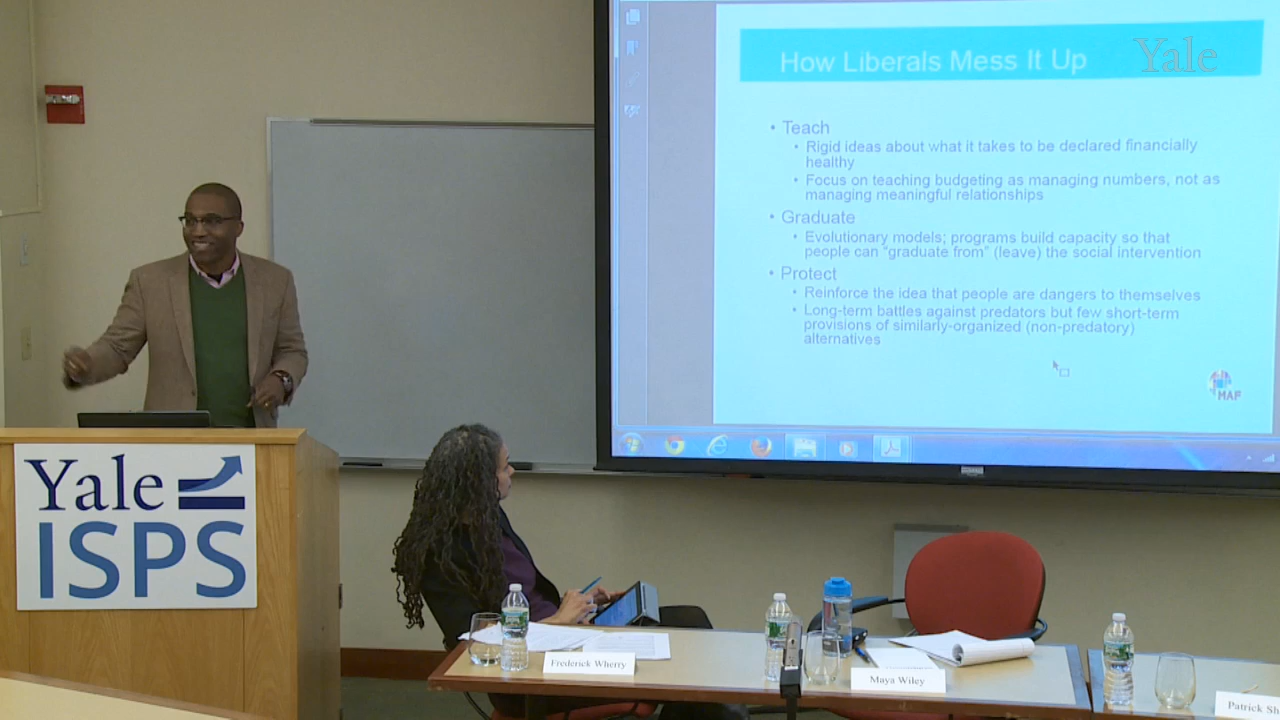 How Liberals Mess It Up
Yale
• Teach
• Rigid ideas about what it takes to be declared financially
healthy
• Focus on teaching budgeting as managing numbers, not as
managing meaningful relationships
• Graduate
• Evolutionary models; programs build capacity so that
people can "graduate from" (leave) the social intervention
• Protect
• Reinforce the idea that people are dangers to themselves
• Long-term battles against predators but few short-term
provisions of similarly-organized (non-predatory)
alternatives
MAF
Yale
ISPS
Frederick Wherry
Maya Wiley
Patrick Sh